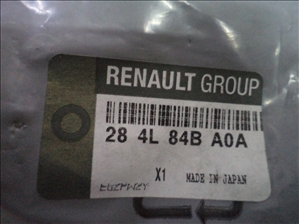 RENAULT GROUP
28 4L 84B A0A
X1 MADE IN JAPAN